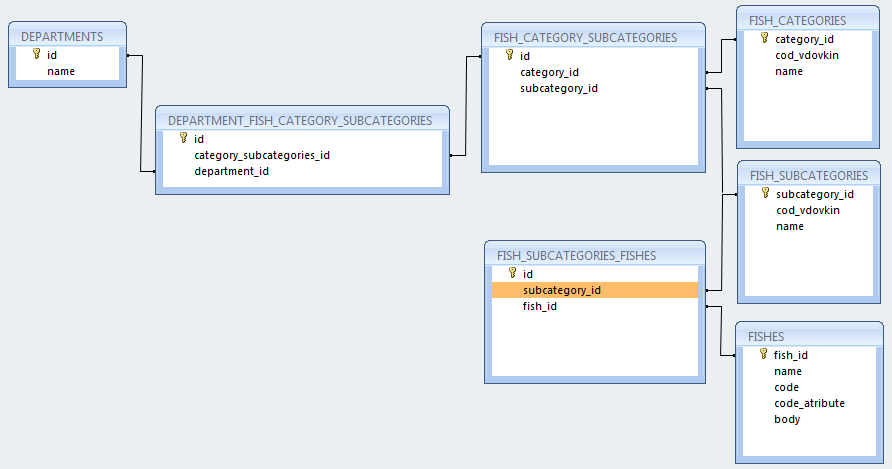 DEPARTMENTS
id
name
DEPARTMENT_FISH_CATEGORY_SUBCATEGORIES
id
category_subcategories_id
department_id
FISH_CATEGORY_SUBCATEGORIES
id
category_id
subcategory_id
FISH_CATEGORIES
category_id
cod_vdovkin
name
FISH_SUBCATEGORIES
subcategory_id
cod_vdovkin
name
FISH_SUBCATEGORIES_FISHES
id
subcategory_id
fish_id
FISHES
fish_id
name
code
code_atribute
body